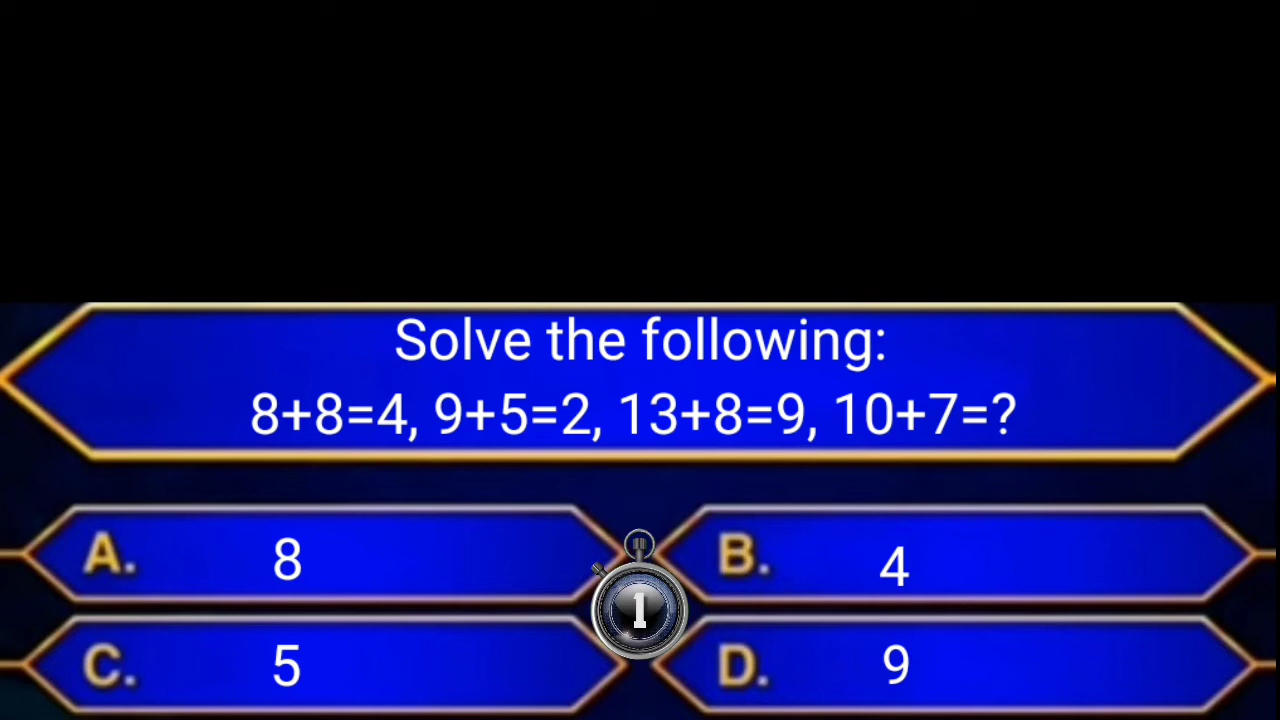 Solve the following:
8+8=4, 9+5=2, 13+8=9, 10+7=?
A. 8
B. 4
1
C. 5
D. 9